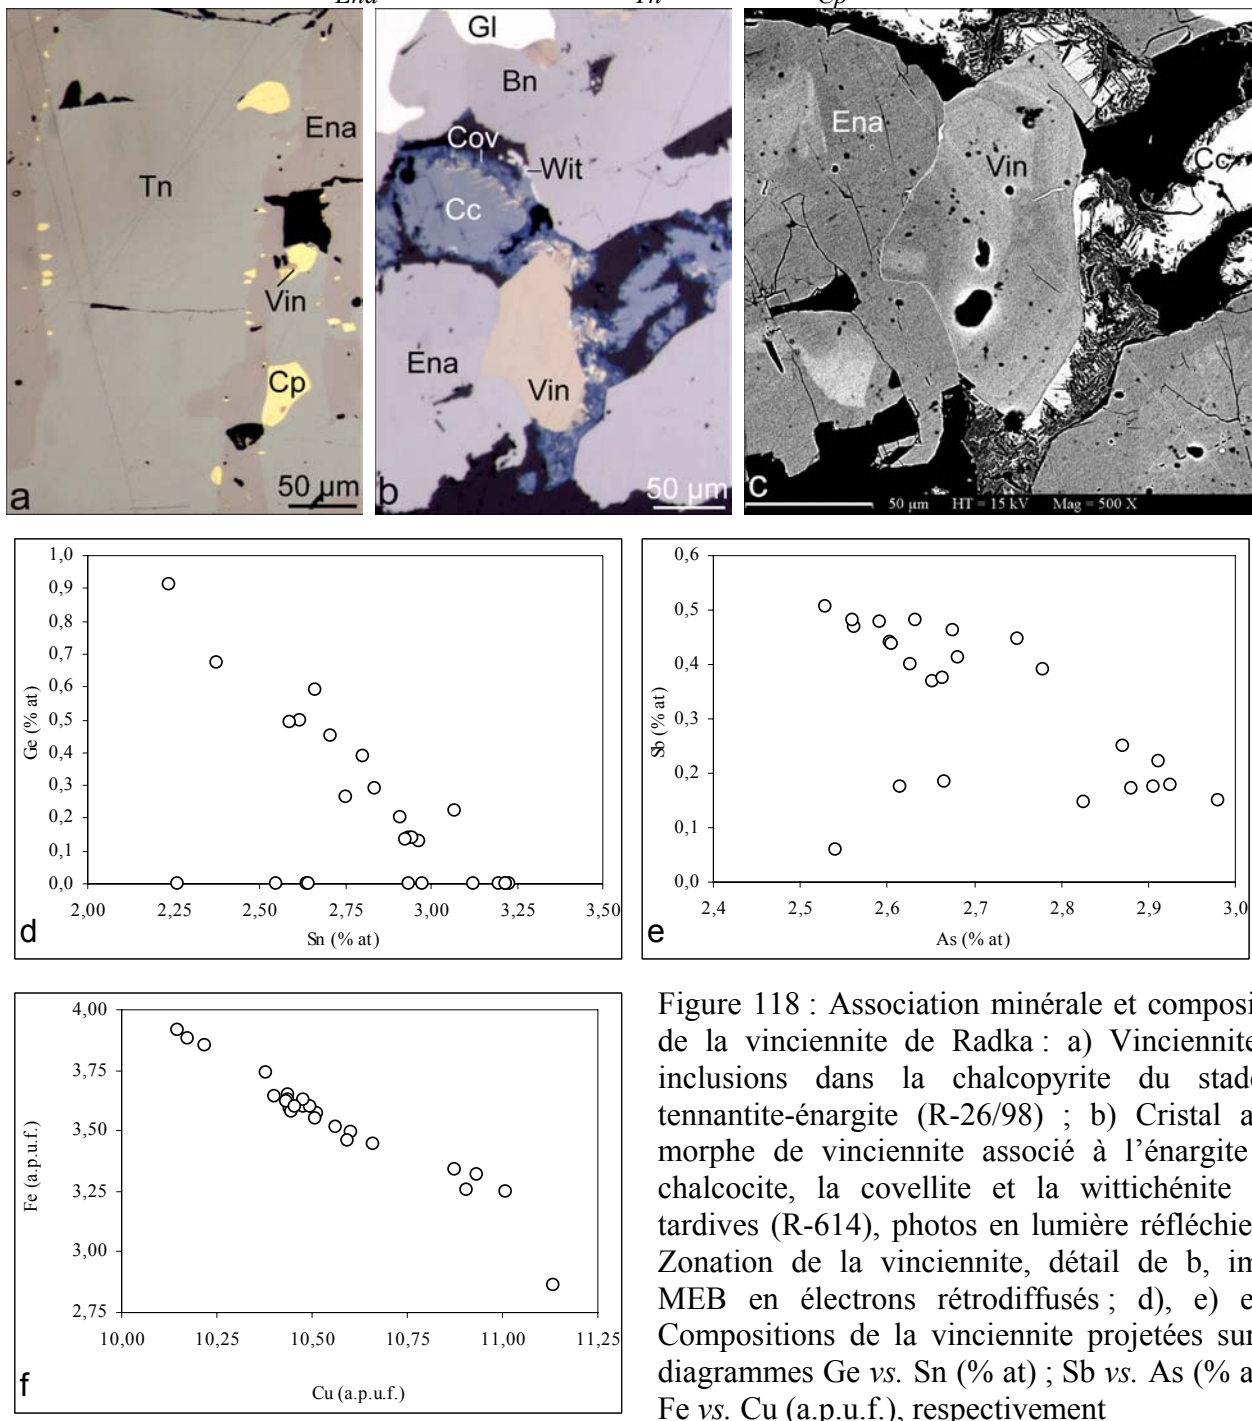 Ena Tn Cp
Tn
Ena
Vin
Cp
50 µm
a
Gl
Bn
Cov
Wit
Cc
Ena
Vin
50 µm
b
Ena
Vin
Cc
c
50 µm HT = 15 kV Mag = 500 X
1,0
0,9
0,8
0,7
0,6
0,5
0,4
0,3
0,2
0,1
0,0
Ge (% at)
2,00 2,25 2,50 2,75 3,00 3,25 3,50
Sn (% at)
d
0,6
0,5
0,4
0,3
0,2
0,1
0,0
Sb (% at)
2,4 2,5 2,6 2,7 2,8 2,9 3,0
As (% at)
e
4,00
3,75
3,50
3,25
3,00
2,75
Fe (a.p.u.f.)
10,00 10,25 10,50 10,75 11,00 11,25
Cu (a.p.u.f.)
f
Figure 118 : Association minérale et composi
de la vinciennite de Radka : a) Vinciennite
inclusions dans la chalcopyrite du stad
tennantite-énargite (R-26/98) ; b) Cristal a
morphe de vinciennite associé à l’énargite
chalcocite, la covellite et la wittichénite
tardives (R-614), photos en lumière réfléchie
Zonation de la vinciennite, détail de b, im
MEB en électrons rétrodiffusés ; d), e) e
Compositions de la vinciennite projetées sur
diagrammes Ge vs. Sn (% at) ; Sb vs. As (% a
Fe vs. Cu (a.p.u.f.), respectivement